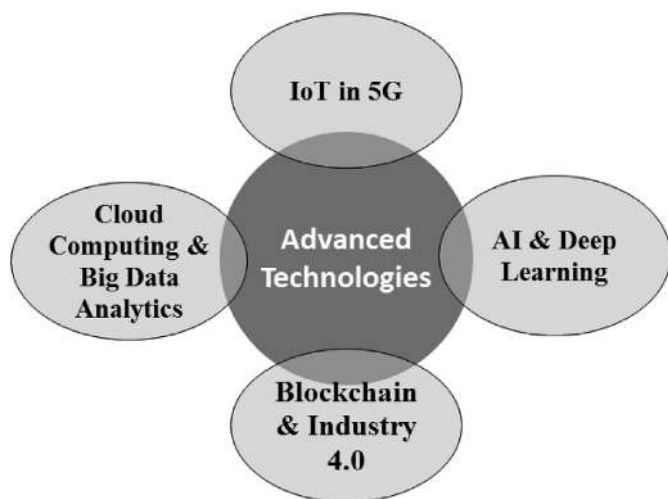 IoT in 5G
Cloud
Computing &
Big Data
Analytics
Advanced
Technologies
AI & Deep
Learning
Blockchain
& Industry
4.0